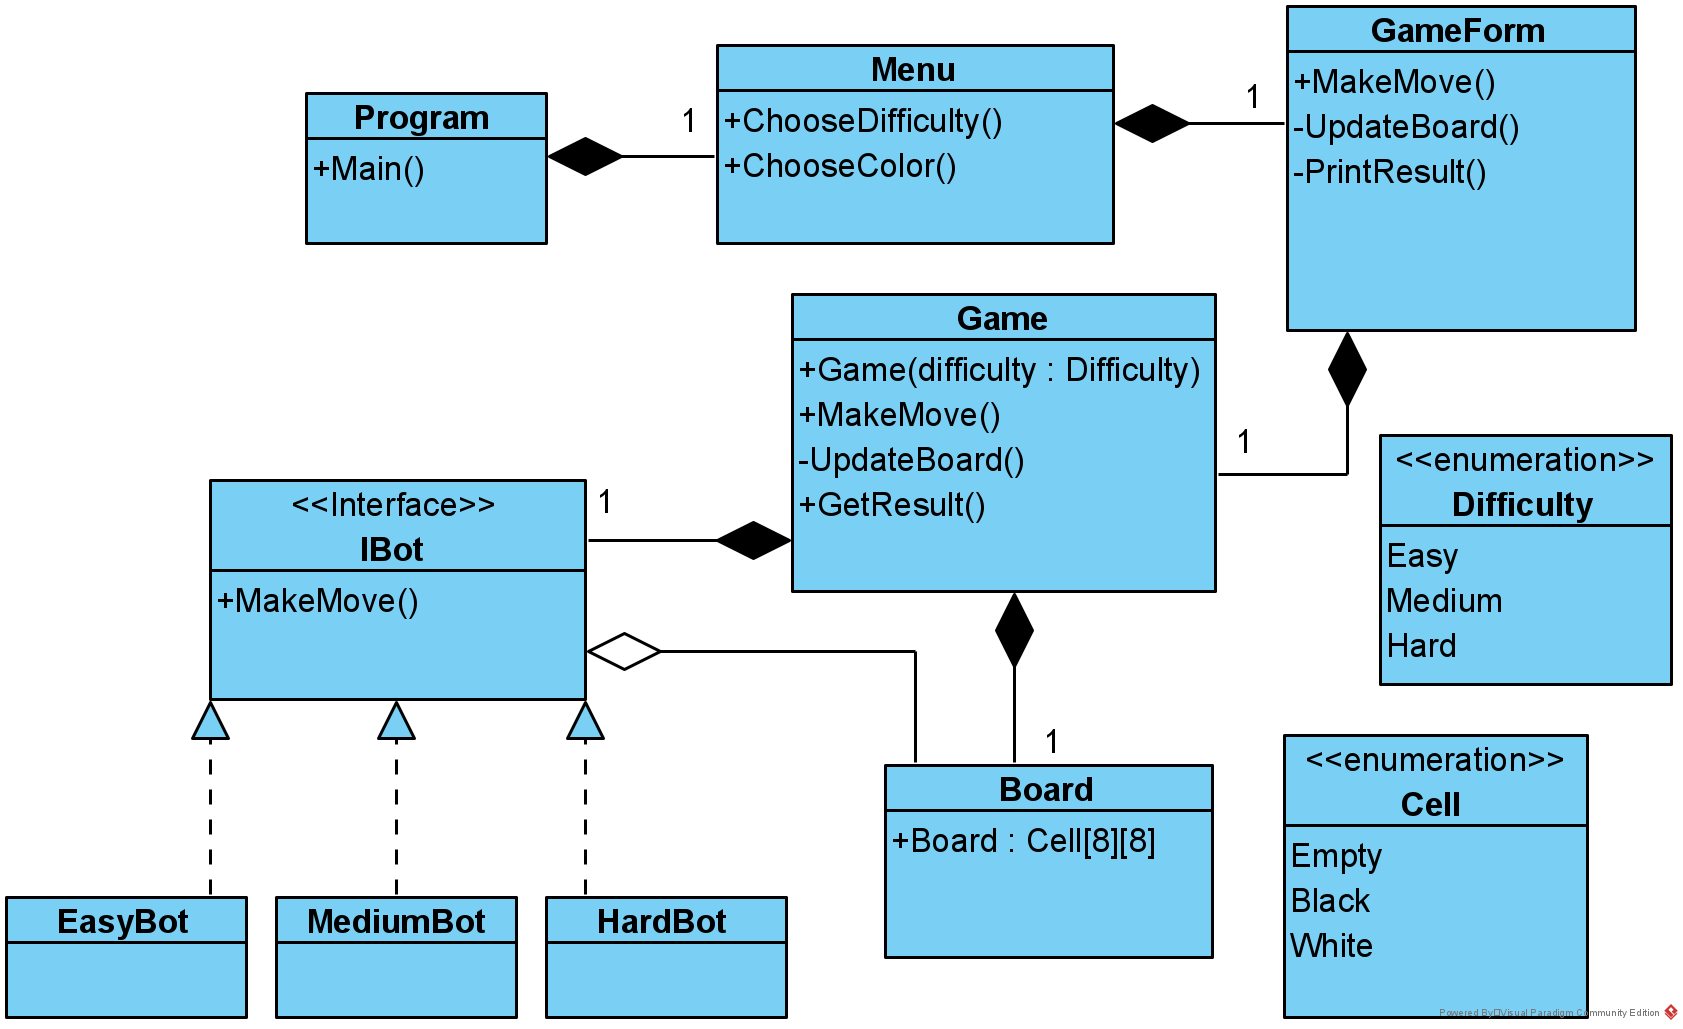 Program
+Main()
1
Menu
+ChooseDifficulty()
+ChooseColor()
1
GameForm
+MakeMove()
-UpdateBoard()
-PrintResult()
Game
+Game(difficulty : Difficulty)
+MakeMove()
-UpdateBoard()
+GetResult()
1
<<enumeration>>
Difficulty
Easy
Medium
Hard
<<Interface>>
IBot
+MakeMove()
1
1
Board
+Board : Cell[8][8]
<<enumeration>>
Cell
Empty
Black
White
EasyBot
MediumBot
HardBot
Powered By Visual Paradigm Community Edition